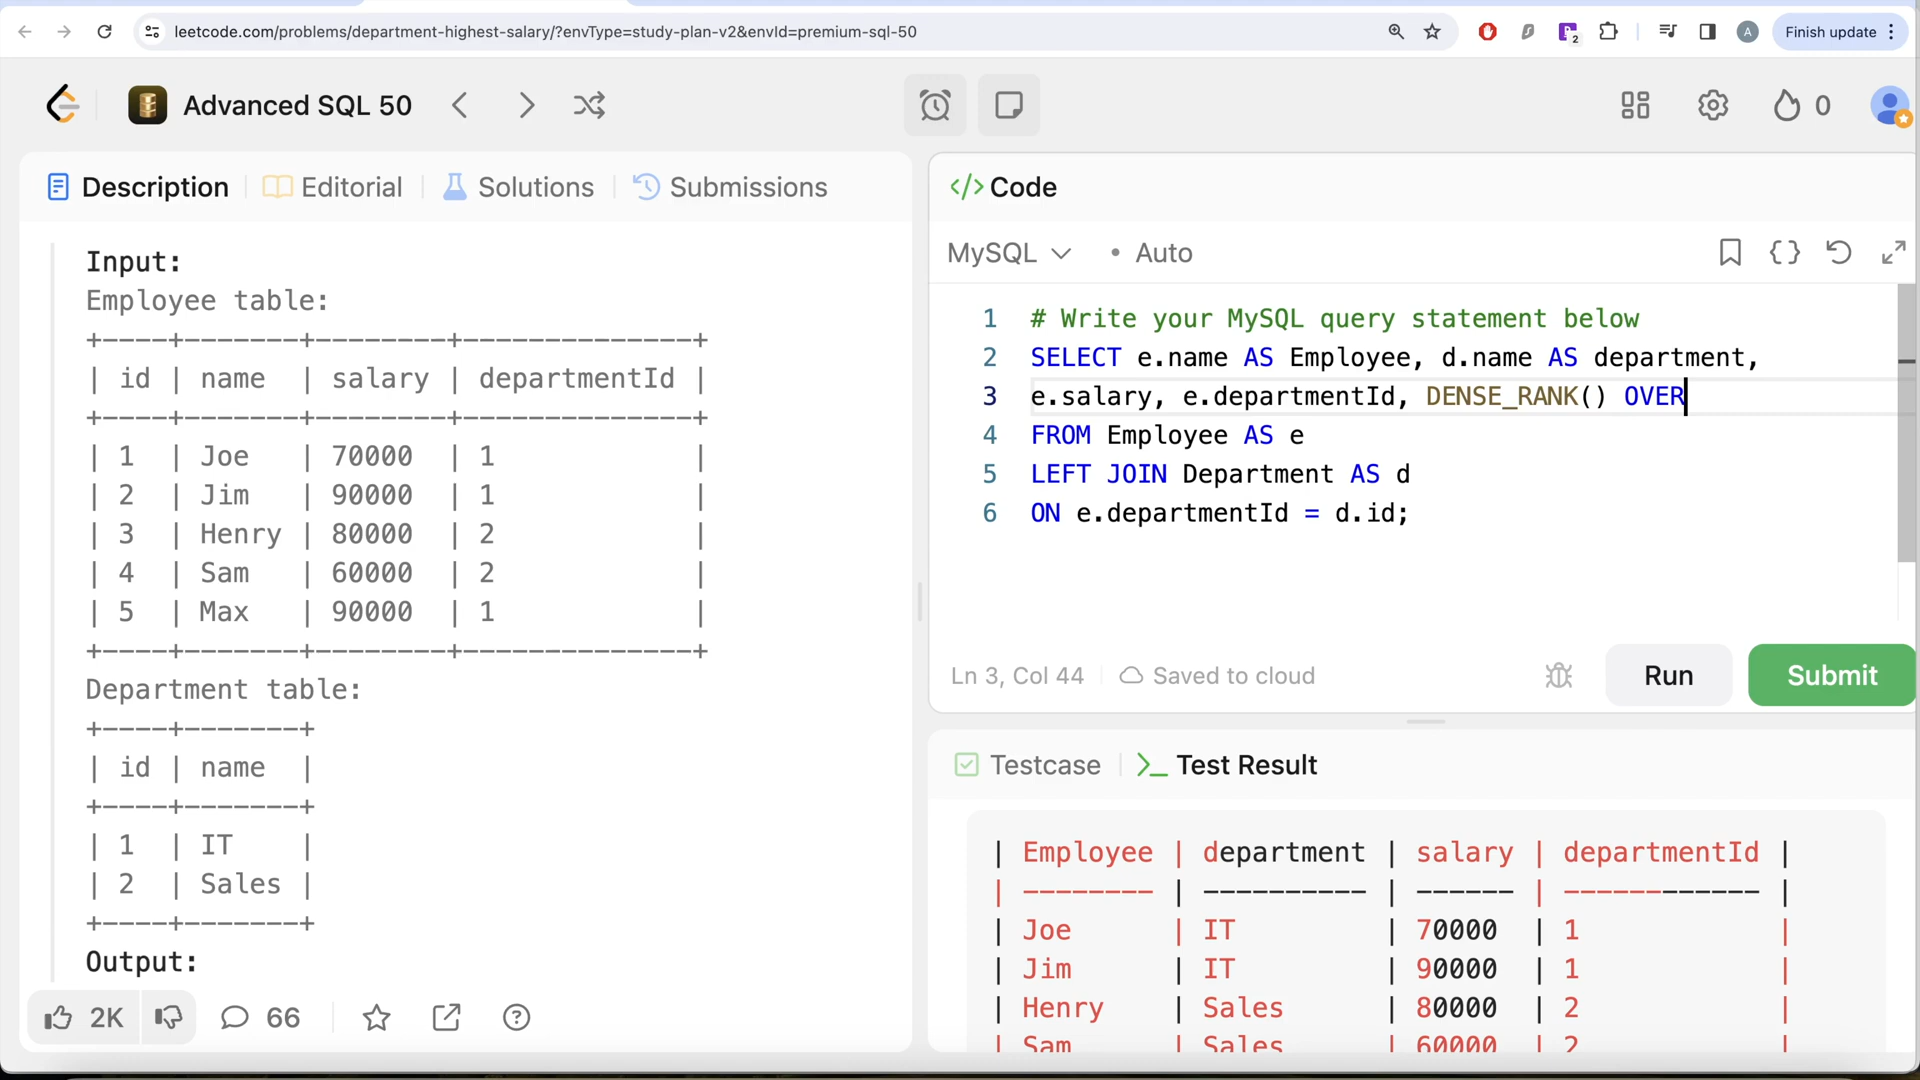 leetcode.com/problems/department-highest-salary/?envType=study-plan-v2&envId=premium-sql-50
2
A
Finish update
Advanced SQL 50
0
Description
Editorial
Solutions
Submissions
Input:
Employee table:
+----+-------+--------+--------------+
| id | name | salary | departmentId |
+----+-------+--------+--------------+
| 1 | Joe | 70000 | 1 |
| 2 | Jim | 90000 | 1 |
| 3 | Henry | 80000 | 2 |
| 4 | Sam | 60000 | 2 |
| 5 | Max | 90000 | 1 |
+----+-------+--------+--------------+
Department table:
+----+-------+
| id | name |
+----+-------+
| 1 | IT |
| 2 | Sales |
+----+-------+
Output:
2K
66
</> Code
MySQL
• Auto
1 # Write your MySQL query statement below
2 SELECT e.name AS Employee, d.name AS department,
3 e.salary, e.departmentId, DENSE_RANK() OVER
4 FROM Employee AS e
5 LEFT JOIN Department AS d
6 ON e.departmentId = d.id;
Ln 3, Col 44
Saved to cloud
Run
Submit
Testcase
Test Result
| Employee | department | salary | departmentId |
| -------- | ---------- | ------ | ------------ |
| Joe | IT | 70000 | 1 |
| Jim | IT | 90000 | 1 |
| Henry | Sales | 80000 | 2 |
| Sam | Sales | 60000 | 2 |